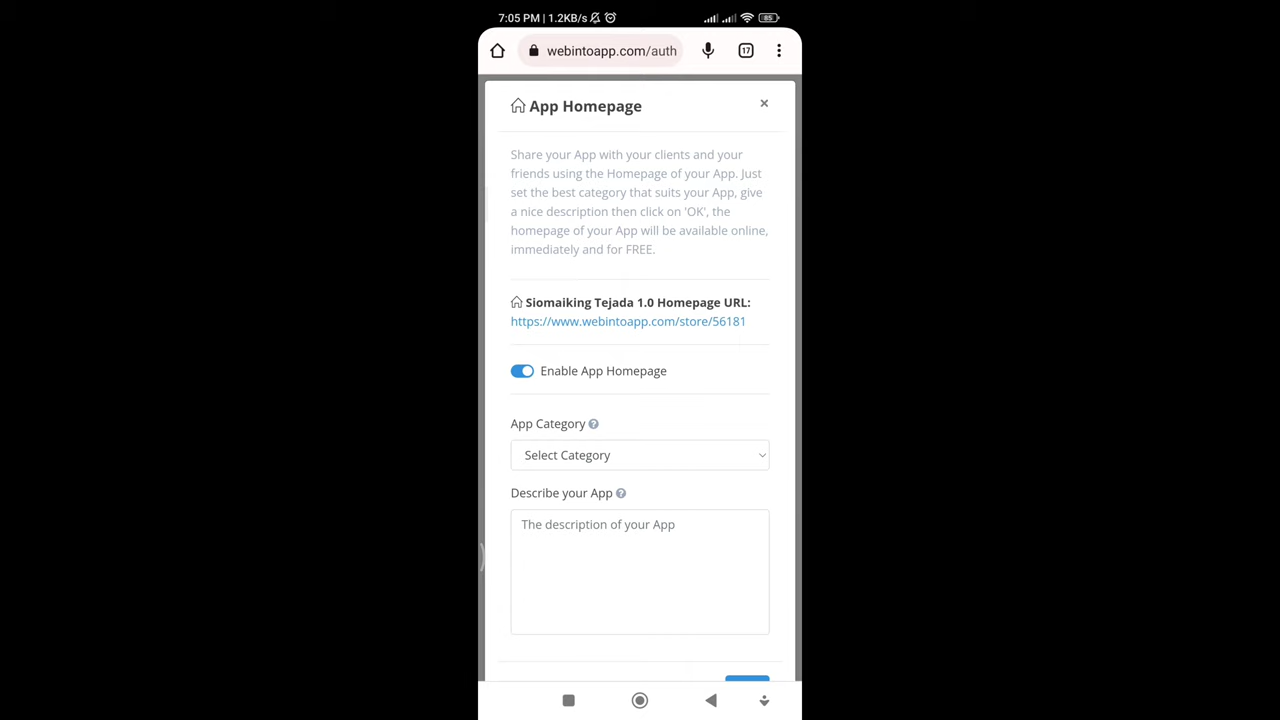 7:05 PM | 1.2KB/s
85
webintoapp.com/auth
17
App Homepage
×
Share your App with your clients and your
friends using the Homepage of your App. Just
set the best category that suits your App, give
a nice description then click on 'OK', the
homepage of your App will be available online,
immediately and for FREE.
Siomaiking Tejada 1.0 Homepage URL:
https://www.webintoapp.com/store/56181
Enable App Homepage
App Category ?
Select Category
Describe your App ?
The description of your App